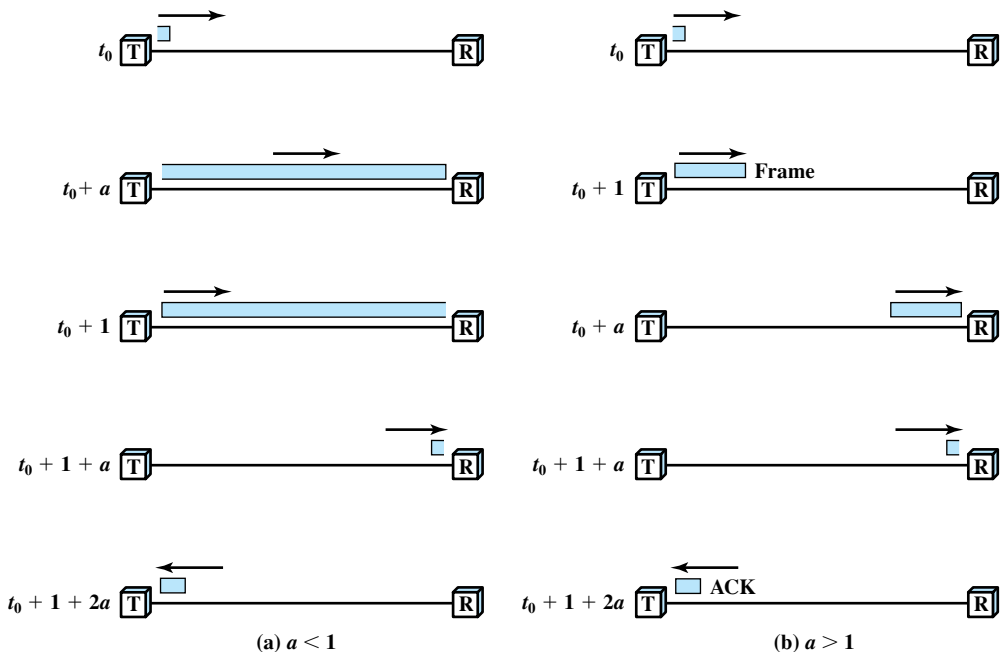 t₀ T R
t₀ + a T R
t₀ + 1 T R
t₀ + 1 + a T R
t₀ + 1 + 2a T R
(a) a < 1
t₀ T R
t₀ + 1 T Frame R
t₀ + a T R
t₀ + 1 + a T R
t₀ + 1 + 2a T ACK R
(b) a > 1